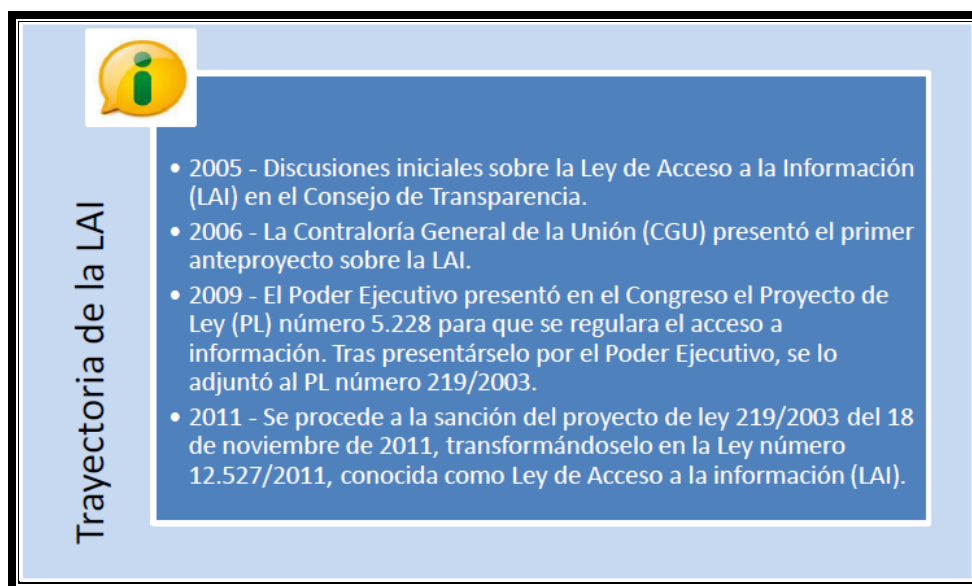 Trayectoria de la LAI
• 2005 - Discusiones iniciales sobre la Ley de Acceso a la Información
(LAI) en el Consejo de Transparencia.
• 2006 - La Contraloría General de la Unión (CGU) presentó el primer
anteproyecto sobre la LAI.
• 2009 - El Poder Ejecutivo presentó en el Congreso el Proyecto de
Ley (PL) número 5.228 para que se regulara el acceso a
información. Tras presentárselo por el Poder Ejecutivo, se lo
adjuntó al PL número 219/2003.
• 2011 - Se procede a la sanción del proyecto de ley 219/2003 del 18
de noviembre de 2011, transformándoselo en la Ley número
12.527/2011, conocida como Ley de Acceso a la información (LAI).